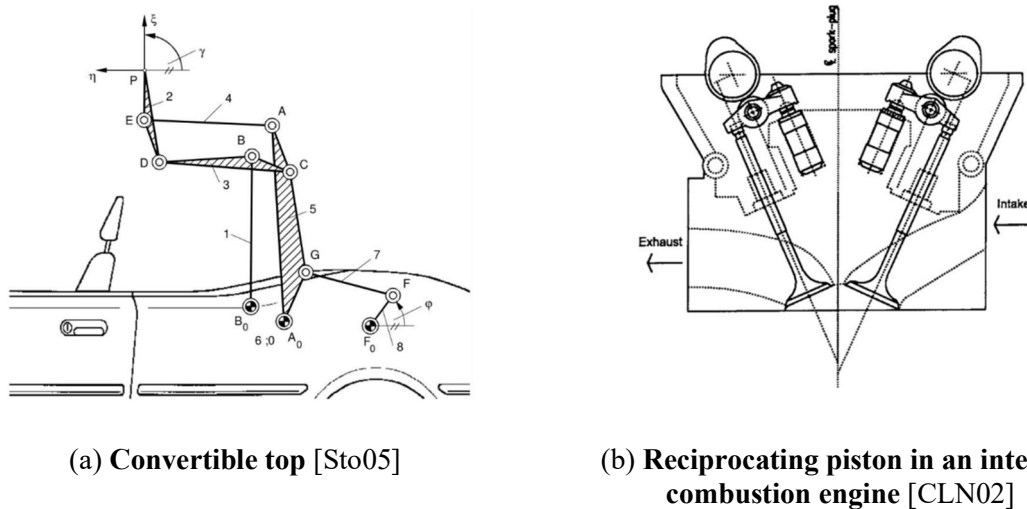 ξ
γ
η
P
2
4
E
A
B
D
C
3
5
1
G
7
F
φ
B₀
6 ;0
A₀
F₀
8
℄ spark-plug
Intake
Exhaust
(a) Convertible top [Sto05]
(b) Reciprocating piston in an inte
combustion engine [CLN02]